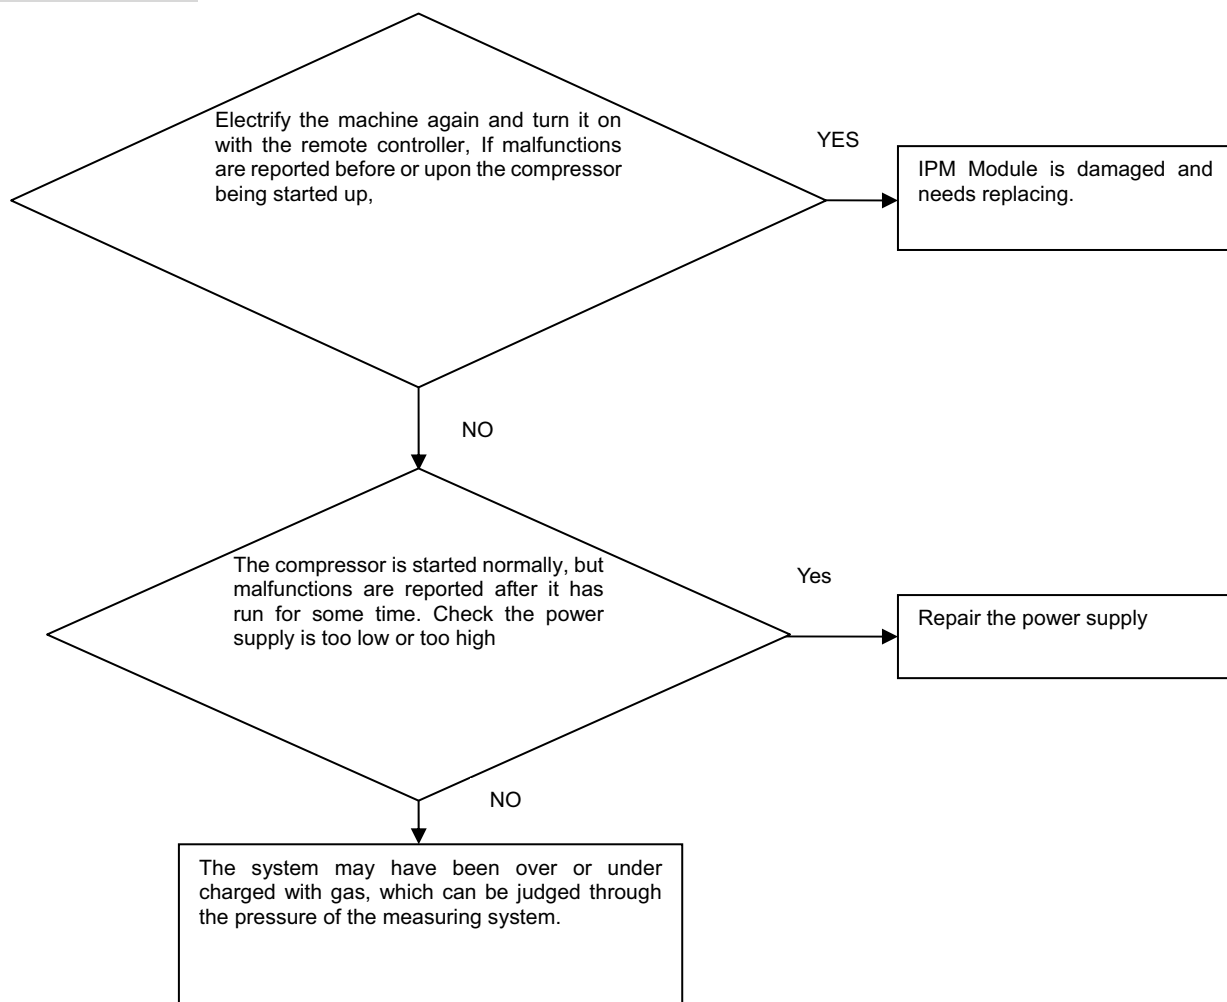 Electrify the machine again and turn it on
with the remote controller, If malfunctions
are reported before or upon the compressor
being started up,
YES
IPM Module is damaged and
needs replacing.
NO
The compressor is started normally, but
malfunctions are reported after it has
run for some time. Check the power
supply is too low or too high
Yes
Repair the power supply
NO
The system may have been over or under
charged with gas, which can be judged through
the pressure of the measuring system.